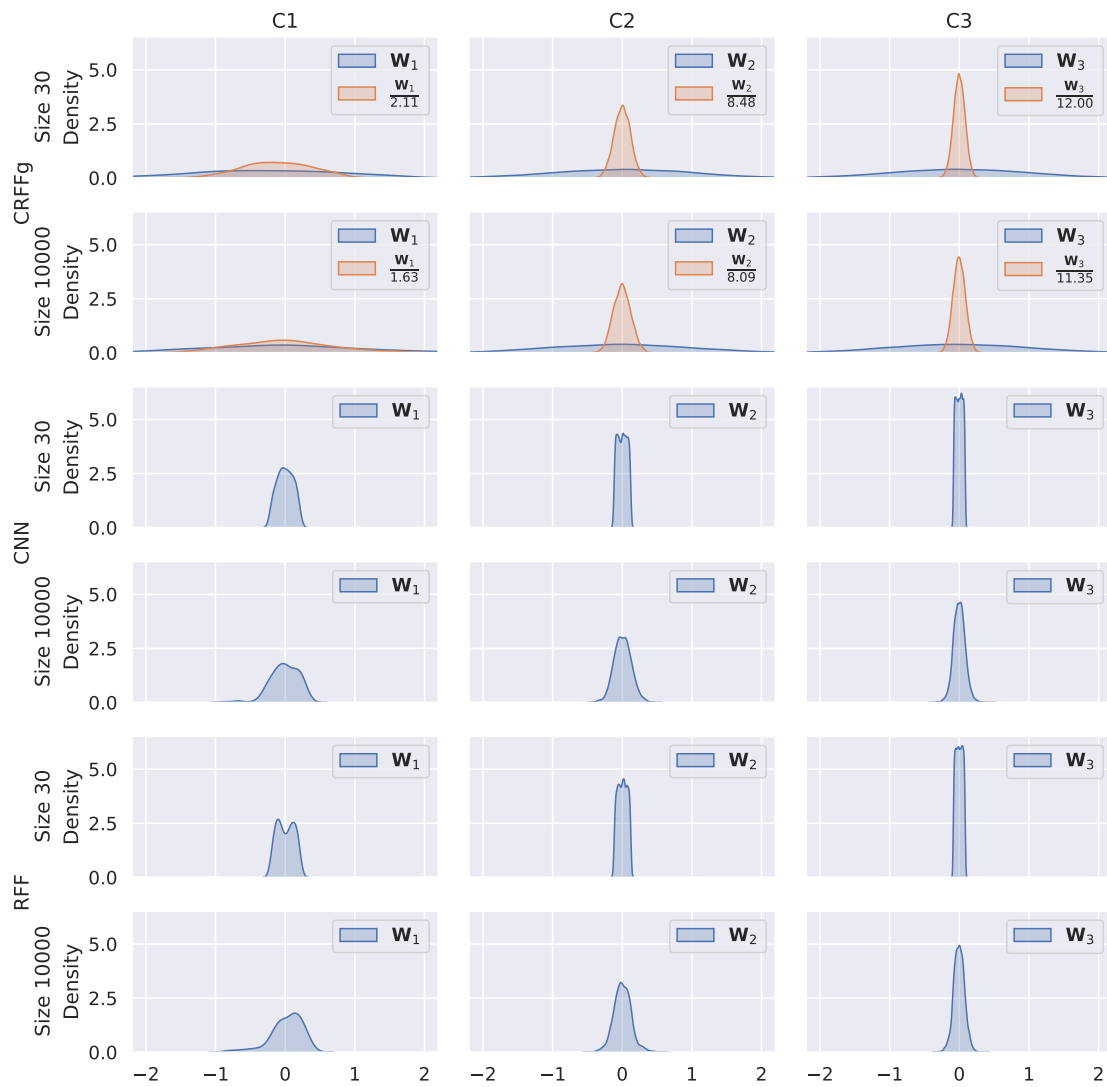 C1 C2 C3
CRFFg
Size 30
Density
5.0
2.5
0.0
W1
W1/2.11
W2
W2/8.48
W3
W3/12.00
Size 10000
Density
5.0
2.5
0.0
W1
W1/1.63
W2
W2/8.09
W3
W3/11.35
CNN
Size 30
Density
5.0
2.5
0.0
W1
W2
W3
Size 10000
Density
5.0
2.5
0.0
W1
W2
W3
RFF
Size 30
Density
5.0
2.5
0.0
W1
W2
W3
Size 10000
Density
5.0
2.5
0.0
W1
W2
W3
−2 −1 0 1 2 −2 −1 0 1 2 −2 −1 0 1 2